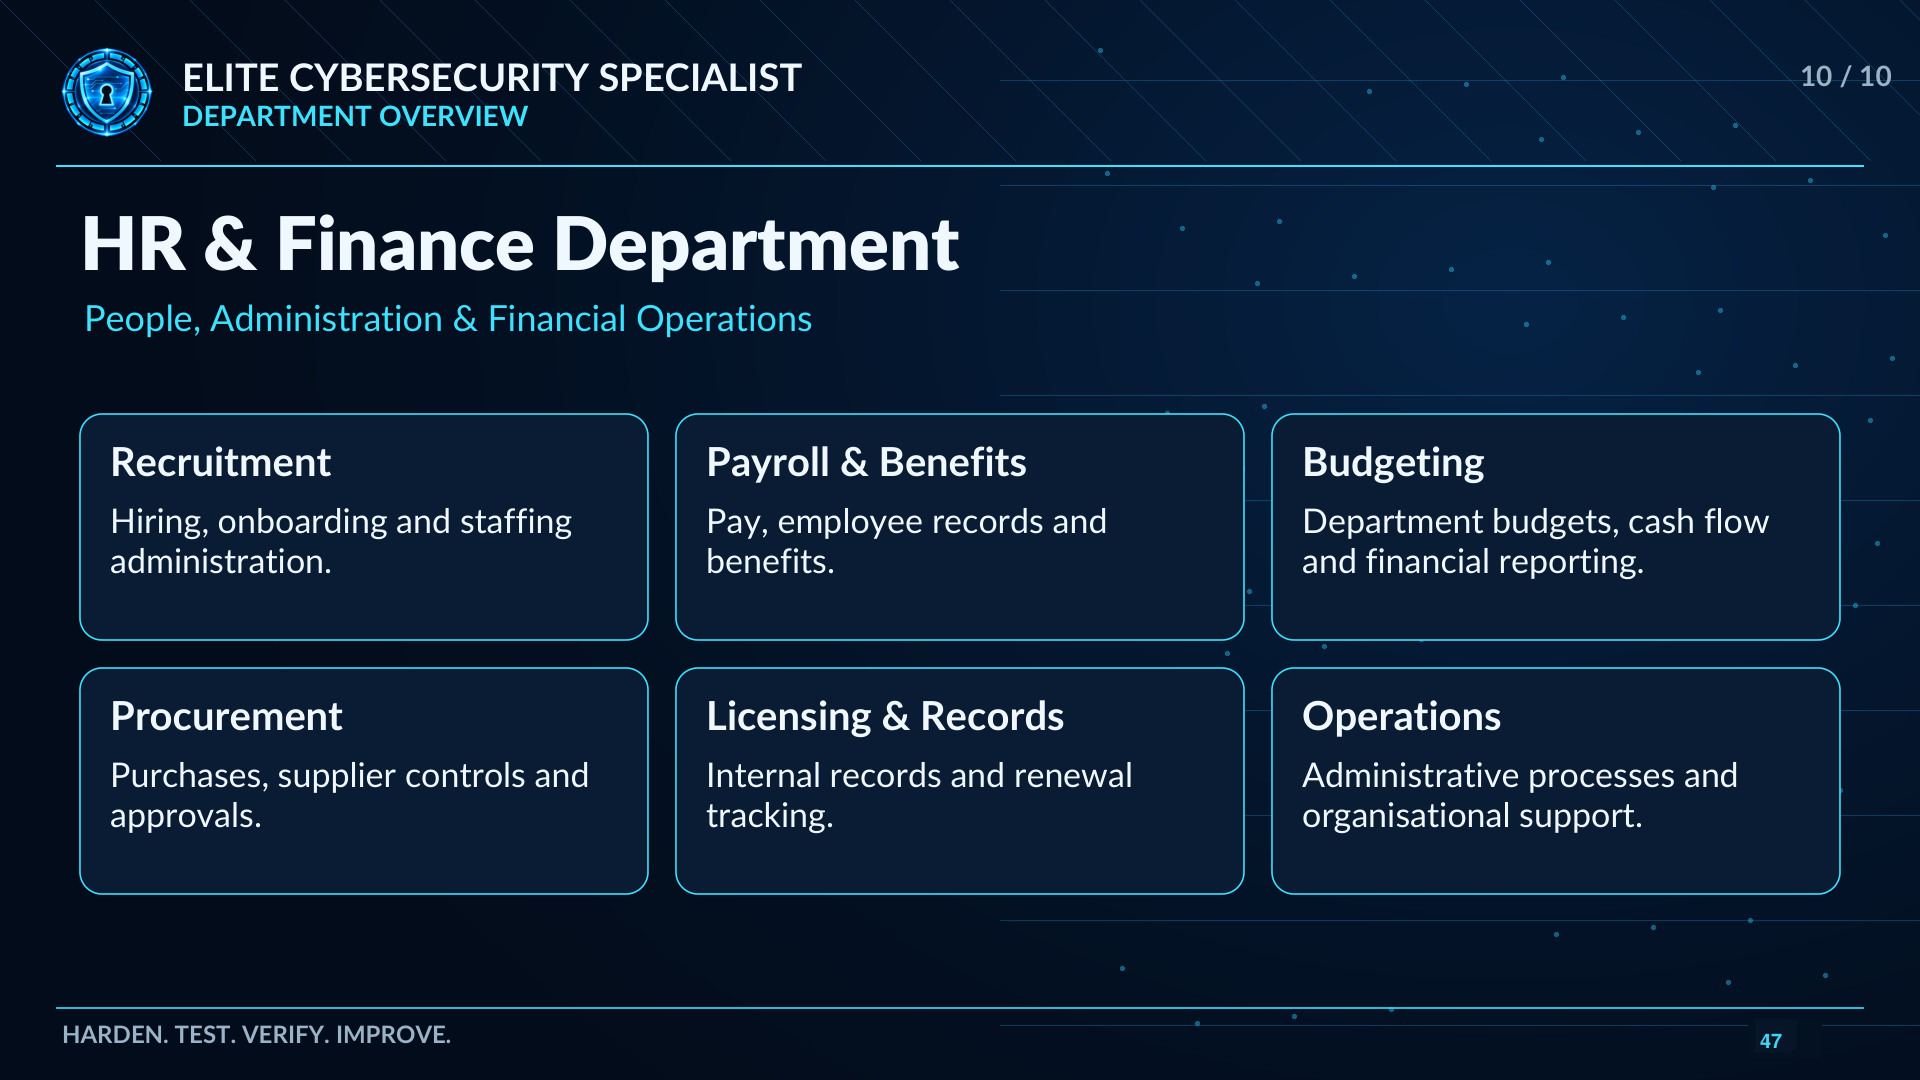 ELITE CYBERSECURITY SPECIALIST
DEPARTMENT OVERVIEW
10 / 10
HR & Finance Department
People, Administration & Financial Operations
Recruitment
Hiring, onboarding and staffing
administration.
Payroll & Benefits
Pay, employee records and
benefits.
Budgeting
Department budgets, cash flow
and financial reporting.
Procurement
Purchases, supplier controls and
approvals.
Licensing & Records
Internal records and renewal
tracking.
Operations
Administrative processes and
organisational support.
HARDEN. TEST. VERIFY. IMPROVE.
47